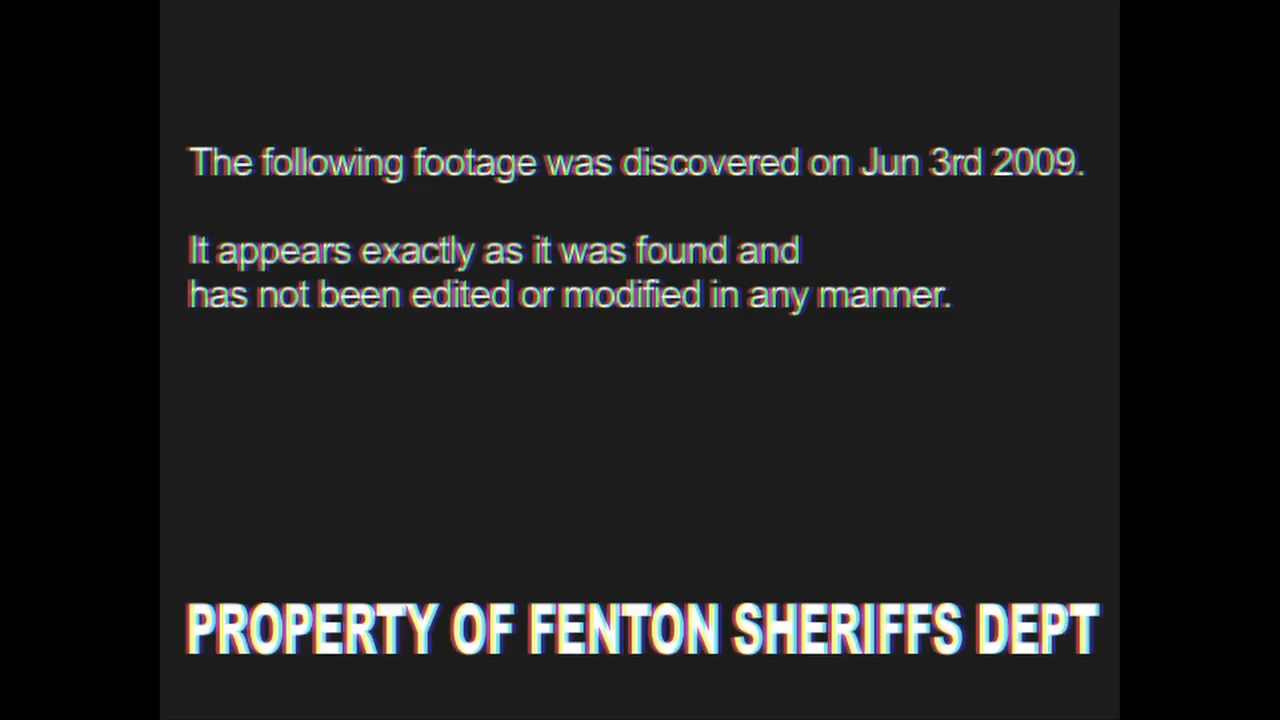 The following footage was discovered on Jun 3rd 2009.
It appears exactly as it was found and
has not been edited or modified in any manner.
PROPERTY OF FENTON SHERIFFS DEPT